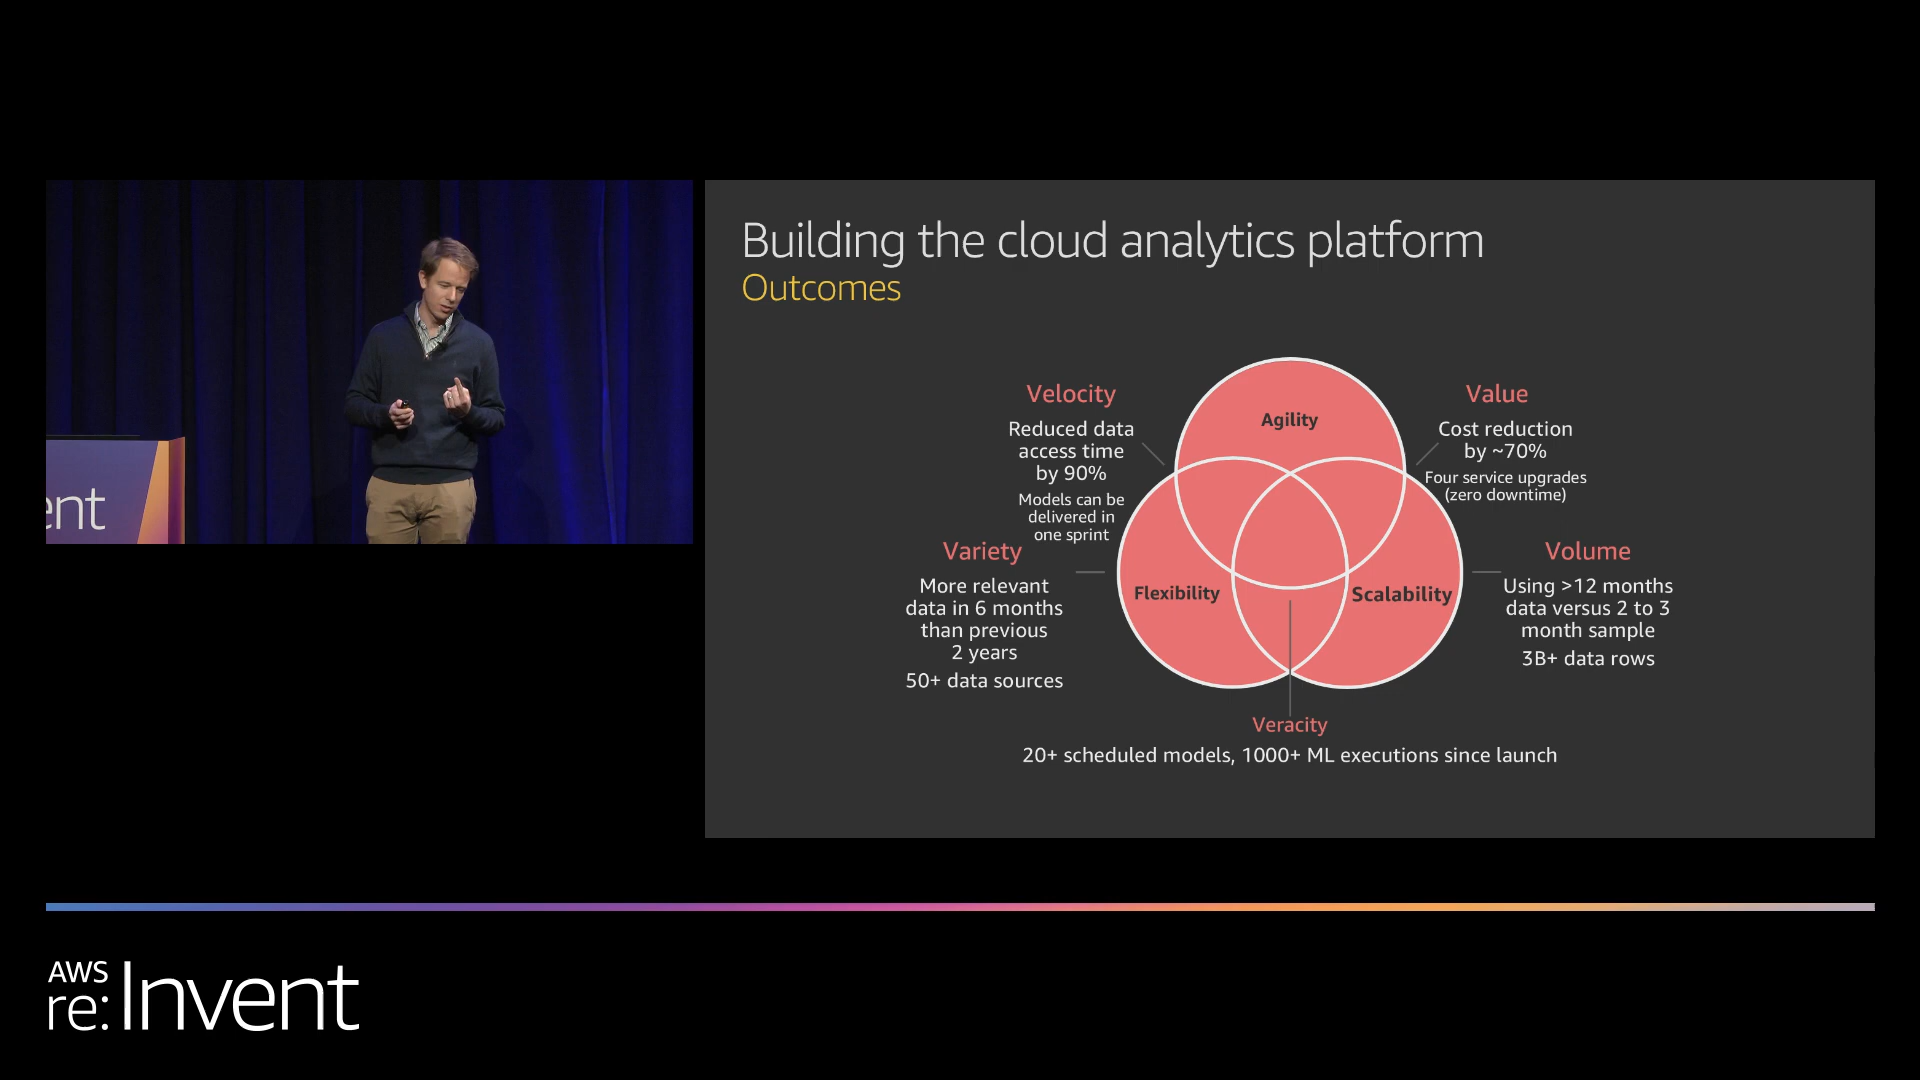 Building the cloud analytics platform
Outcomes
Velocity
Reduced data
access time
by 90%
Models can be
delivered in
one sprint
Value
Cost reduction
by ~70%
Four service upgrades
(zero downtime)
Agility
Flexibility
Scalability
Variety
More relevant
data in 6 months
than previous
2 years
50+ data sources
Volume
Using >12 months
data versus 2 to 3
month sample
3B+ data rows
Veracity
20+ scheduled models, 1000+ ML executions since launch
ent
AWS
re:Invent